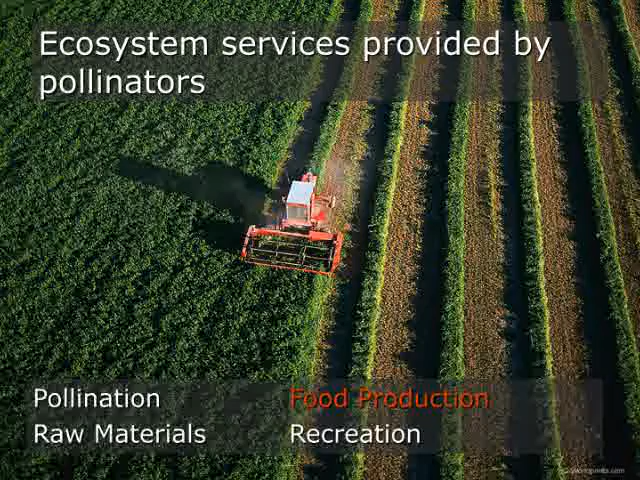 Ecosystem services provided by
pollinators
Pollination
Food Production
Raw Materials
Recreation